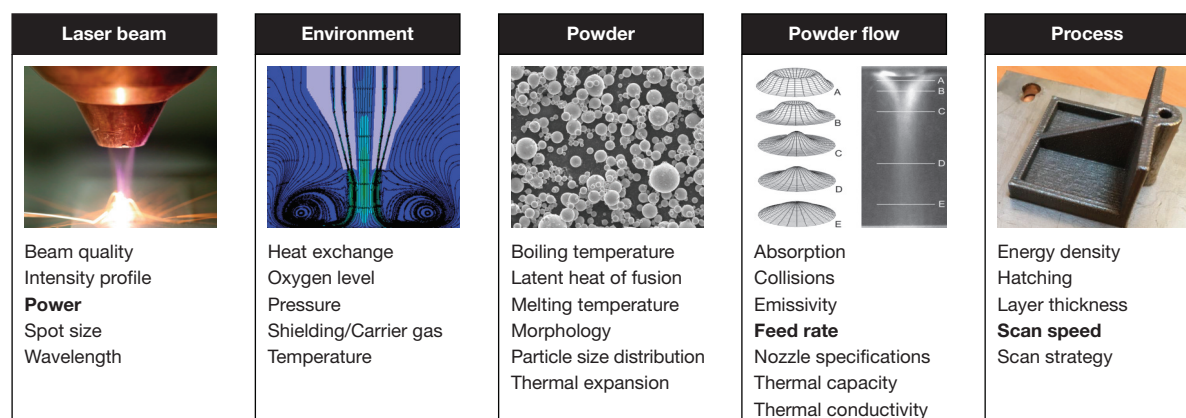 Laser beam
Beam quality
Intensity profile
Power
Spot size
Wavelength
Environment
Heat exchange
Oxygen level
Pressure
Shielding/Carrier gas
Temperature
Powder
Boiling temperature
Latent heat of fusion
Melting temperature
Morphology
Particle size distribution
Thermal expansion
Powder flow
A
B
C
D
E
A
B
C
D
E
Absorption
Collisions
Emissivity
Feed rate
Nozzle specifications
Thermal capacity
Thermal conductivity
Process
Energy density
Hatching
Layer thickness
Scan speed
Scan strategy